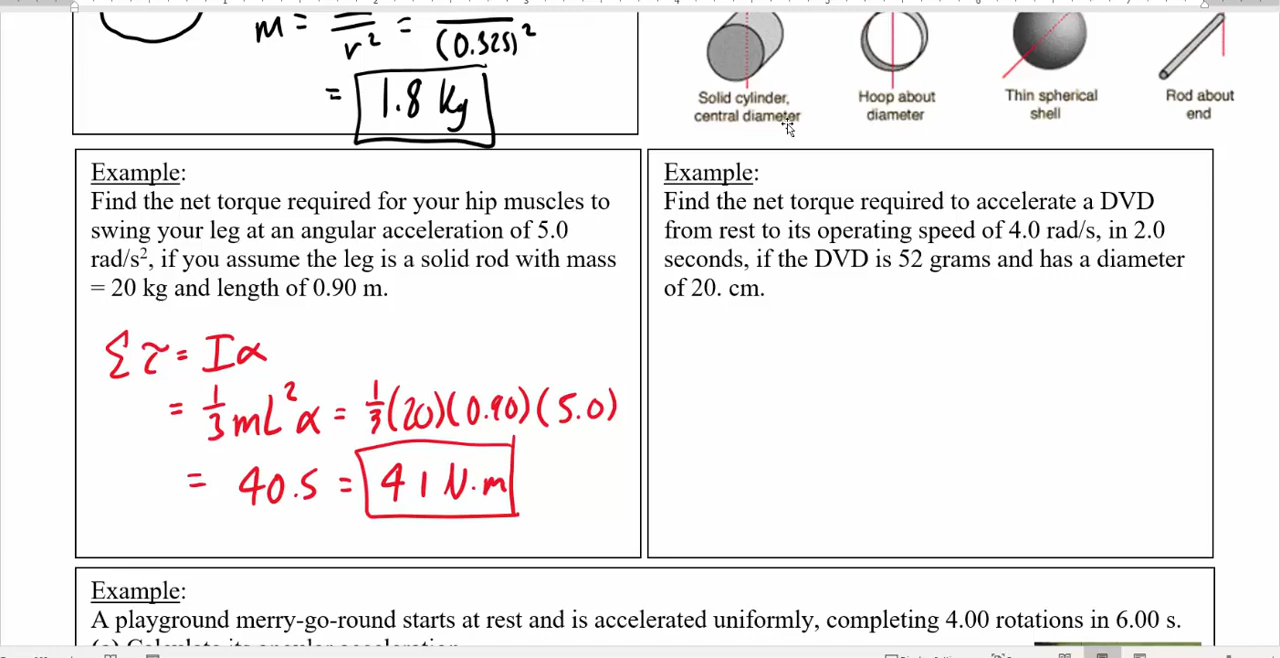 m = ― / r² = ― / (0.325)²
= 1.8 kg
Solid cylinder,
central diameter
Hoop about
diameter
Thin spherical
shell
Rod about
end
Example:
Find the net torque required for your hip muscles to
swing your leg at an angular acceleration of 5.0
rad/s², if you assume the leg is a solid rod with mass
= 20 kg and length of 0.90 m.
Στ = Iα
= 1/3 mL²α = 1/3 (20)(0.90)(5.0)
= 40.5 = 41 N·m
Example:
Find the net torque required to accelerate a DVD
from rest to its operating speed of 4.0 rad/s, in 2.0
seconds, if the DVD is 52 grams and has a diameter
of 20. cm.
Example:
A playground merry-go-round starts at rest and is accelerated uniformly, completing 4.00 rotations in 6.00 s.
(a) Calculate its angular acceleration